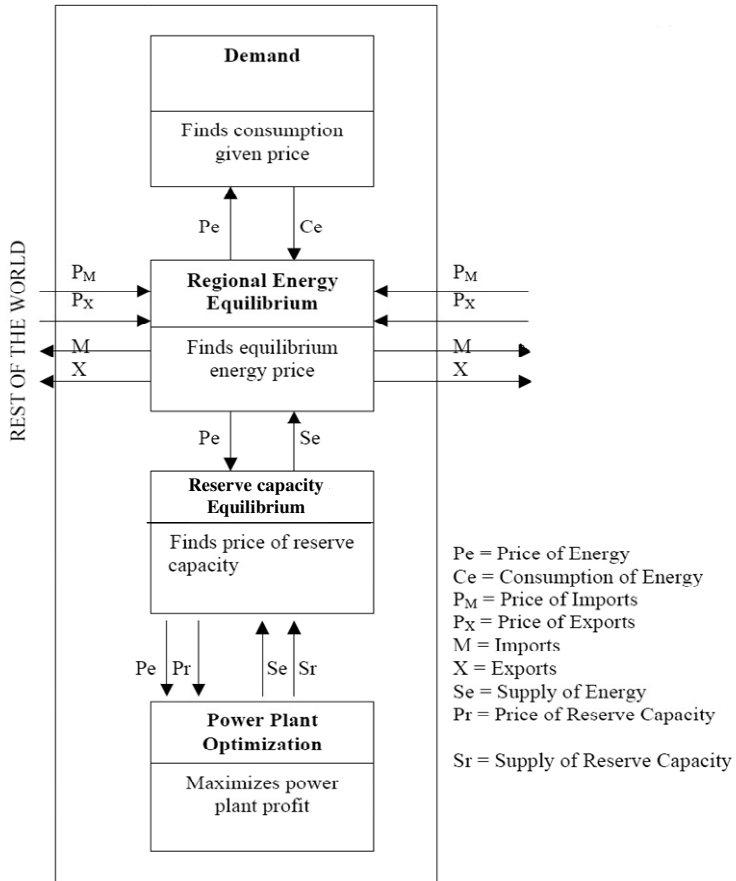 Demand
Finds consumption
given price
Pe
Ce
REST OF THE WORLD
PM
PX
M
X
Regional Energy
Equilibrium
Finds equilibrium
energy price
PM
PX
M
X
Pe
Se
Reserve capacity
Equilibrium
Finds price of reserve
capacity
Pe
Pr
Se
Sr
Power Plant
Optimization
Maximizes power
plant profit
Pe = Price of Energy
Ce = Consumption of Energy
PM = Price of Imports
PX = Price of Exports
M = Imports
X = Exports
Se = Supply of Energy
Pr = Price of Reserve Capacity
Sr = Supply of Reserve Capacity